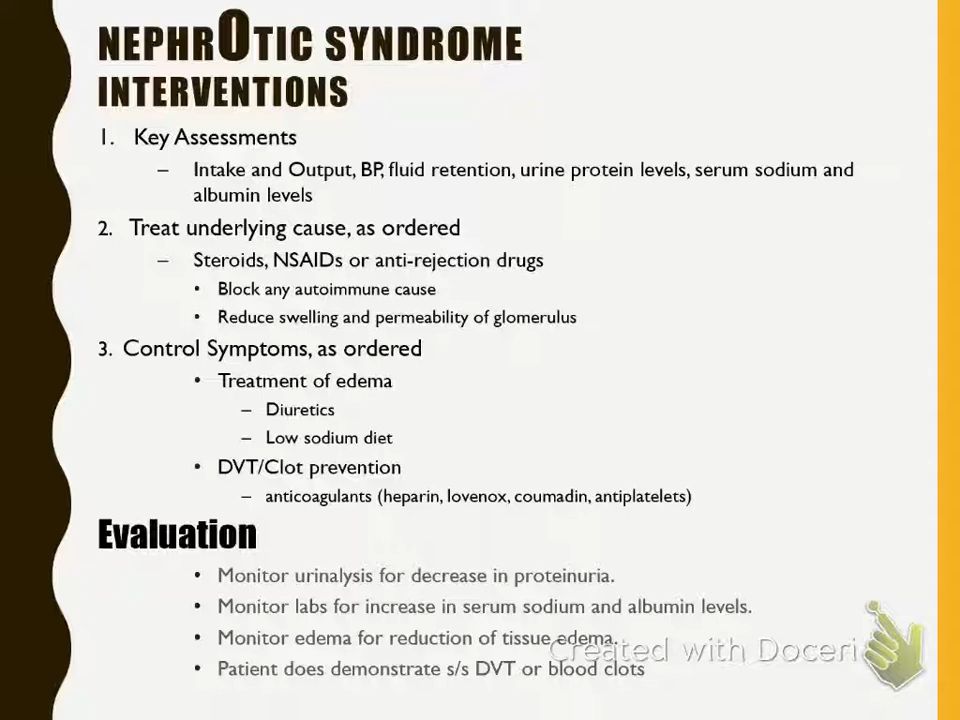 NEPHROTIC SYNDROME
INTERVENTIONS
1. Key Assessments
– Intake and Output, BP, fluid retention, urine protein levels, serum sodium and
albumin levels
2. Treat underlying cause, as ordered
– Steroids, NSAIDs or anti-rejection drugs
• Block any autoimmune cause
• Reduce swelling and permeability of glomerulus
3. Control Symptoms, as ordered
• Treatment of edema
– Diuretics
– Low sodium diet
• DVT/Clot prevention
– anticoagulants (heparin, lovenox, coumadin, antiplatelets)
Evaluation
• Monitor urinalysis for decrease in proteinuria.
• Monitor labs for increase in serum sodium and albumin levels.
• Monitor edema for reduction of tissue edema.
Created with Doceri
• Patient does demonstrate s/s DVT or blood clots